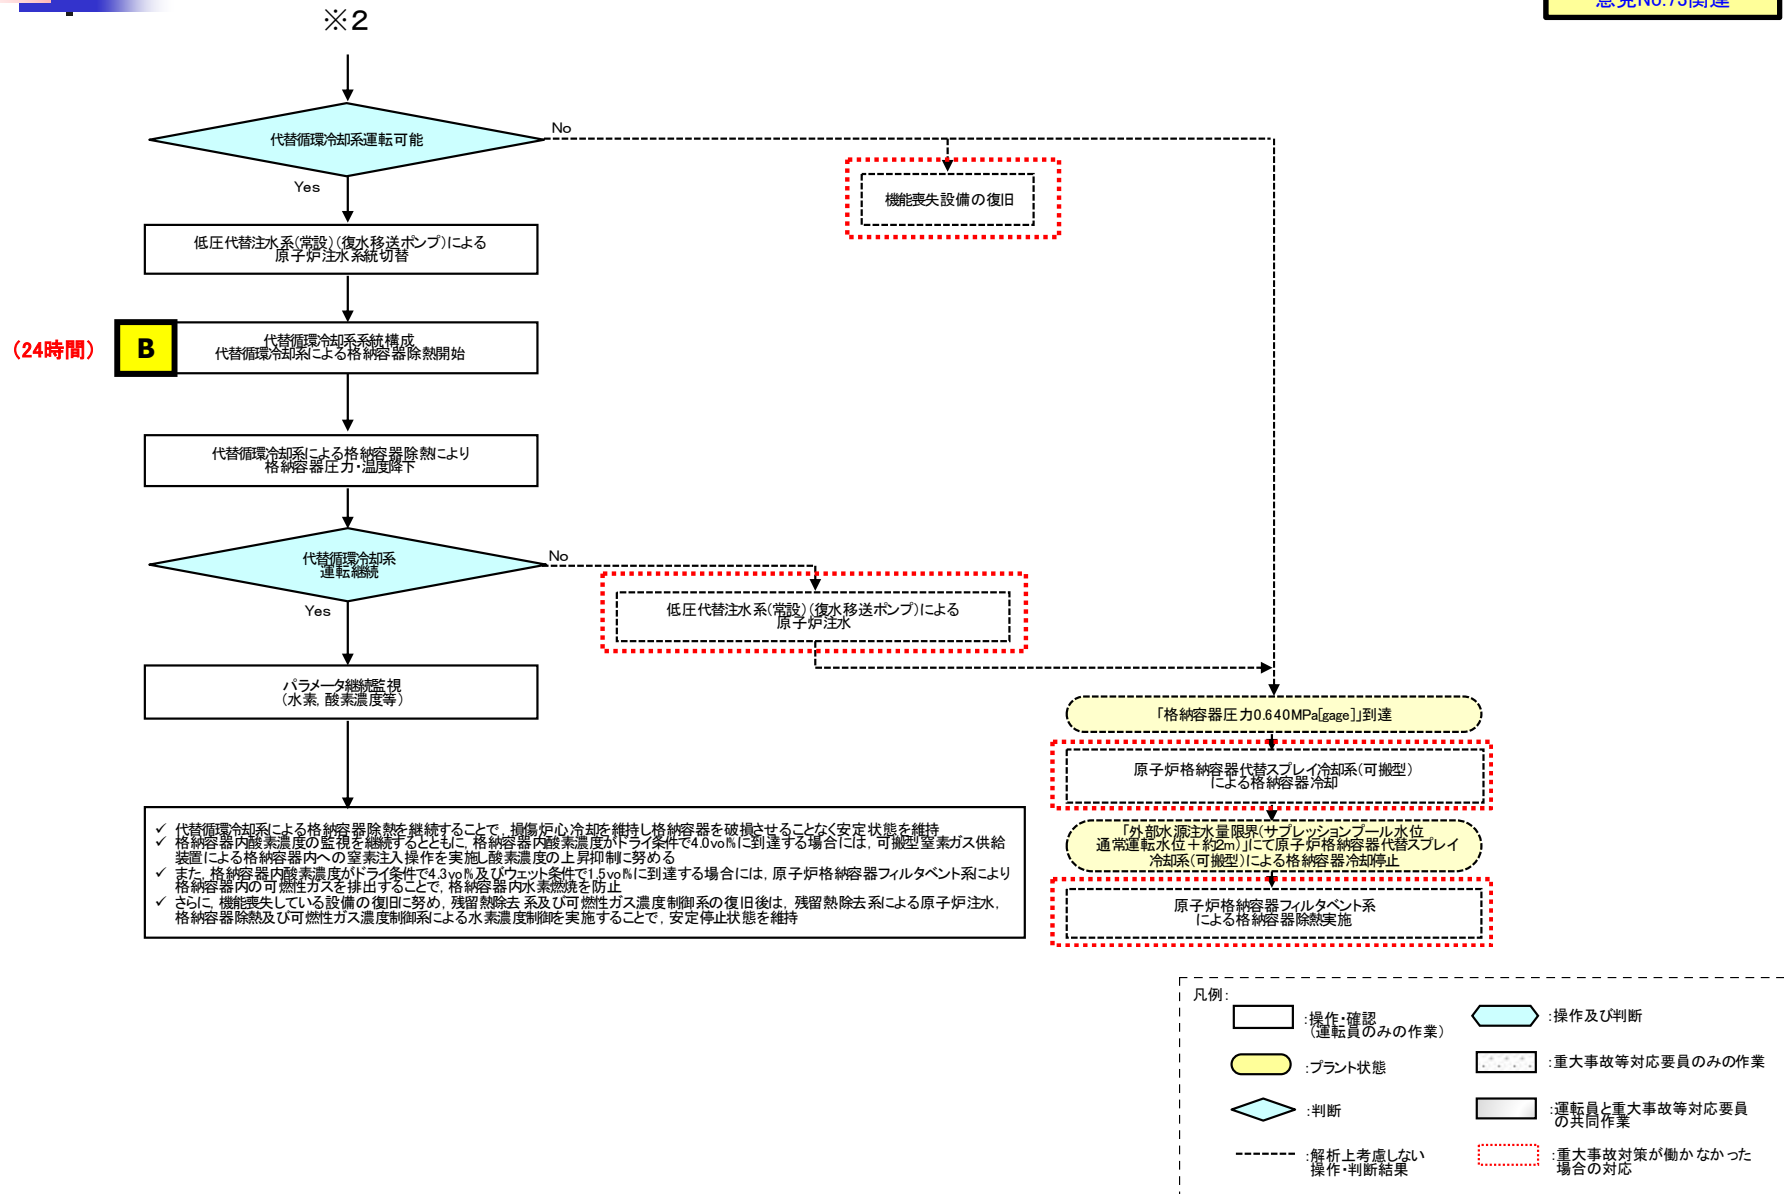 意見No.73関連
※2
代替循環冷却系運転可能
No
Yes
機能喪失設備の復旧
低圧代替注水系(常設)(復水移送ポンプ)による
原子炉注水系統切替
(24時間)
B
代替循環冷却系系統構成
代替循環冷却系による格納容器除熱開始
代替循環冷却系による格納容器除熱により
格納容器圧力・温度降下
代替循環冷却系
運転継続
No
Yes
低圧代替注水系(常設)(復水移送ポンプ)による
原子炉注水
パラメータ継続監視
(水素, 酸素濃度等)
「格納容器圧力0.640MPa[gage]」到達
原子炉格納容器代替スプレイ冷却系(可搬型)
による格納容器冷却
「外部水源注水量限界(サプレッションプール水位
通常運転水位+約2m)」にて原子炉格納容器代替スプレイ
冷却系(可搬型)による格納容器冷却停止
原子炉格納容器フィルタベント系
による格納容器除熱実施
✓ 代替循環冷却系による格納容器除熱を継続することで, 損傷炉心冷却を維持し格納容器を破損させることなく安定状態を維持
✓ 格納容器内酸素濃度の監視を継続するとともに, 格納容器内酸素濃度がドライ条件で4.0vol%に到達する場合には, 可搬型窒素ガス供給
装置による格納容器内への窒素注入操作を実施し酸素濃度の上昇抑制に努める
✓ また, 格納容器内酸素濃度がドライ条件で4.3vol%及びウェット条件で1.5vol%に到達する場合には, 原子炉格納容器フィルタベント系により
格納容器内の可燃性ガスを排出することで, 格納容器内水素燃焼を防止
✓ さらに, 機能喪失している設備の復旧に努め, 残留熱除去系及び可燃性ガス濃度制御系の復旧後は, 残留熱除去系による原子炉注水,
格納容器除熱及び可燃性ガス濃度制御系による水素濃度制御を実施することで, 安定停止状態を維持
凡例:
:操作・確認
(運転員のみの作業)
:操作及び判断
:プラント状態
:重大事故等対応要員のみの作業
:判断
:運転員と重大事故等対応要員
の共同作業
:解析上考慮しない
操作・判断結果
:重大事故対策が働かなかった
場合の対応